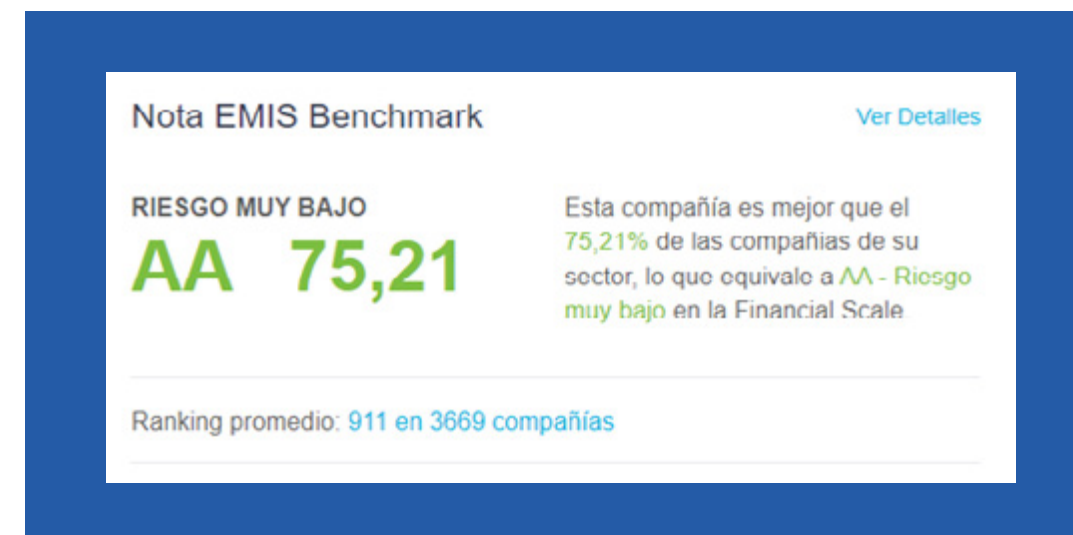 Nota EMIS Benchmark
Ver Detalles
RIESGO MUY BAJO
AA 75,21
Esta compañía es mejor que el
75,21% de las compañias de su
sector, lo que equivale a AA - Riesgo
muy bajo en la Financial Scale
Ranking promedio: 911 en 3669 compañías